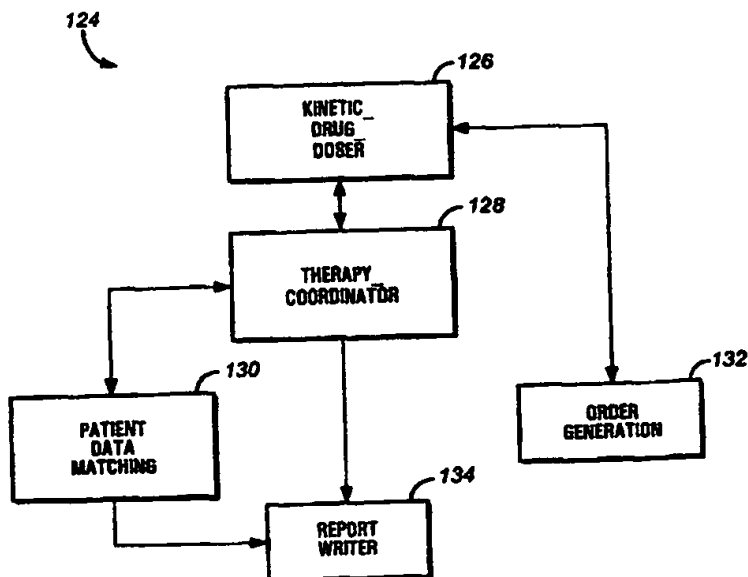 124
126
KINETIC
DRUG
DOSER
128
THERAPY
COORDINATOR
130
PATIENT
DATA
MATCHING
132
ORDER
GENERATION
134
REPORT
WRITER